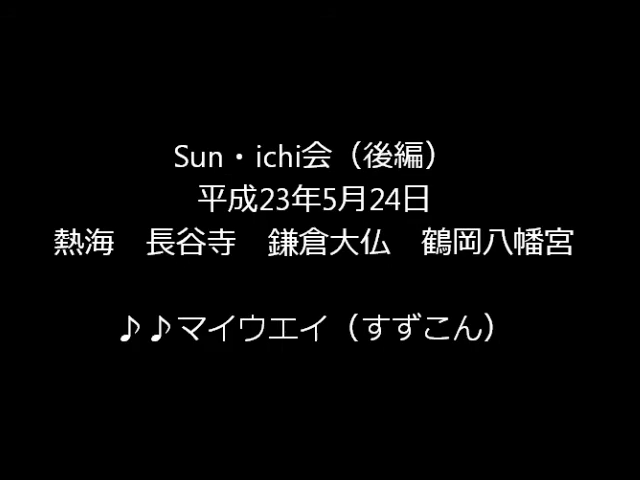 Sun・ichi会（後編）
平成23年5月24日
熱海　長谷寺　鎌倉大仏　鶴岡八幡宮
♪♪マイウエイ（すずこん）